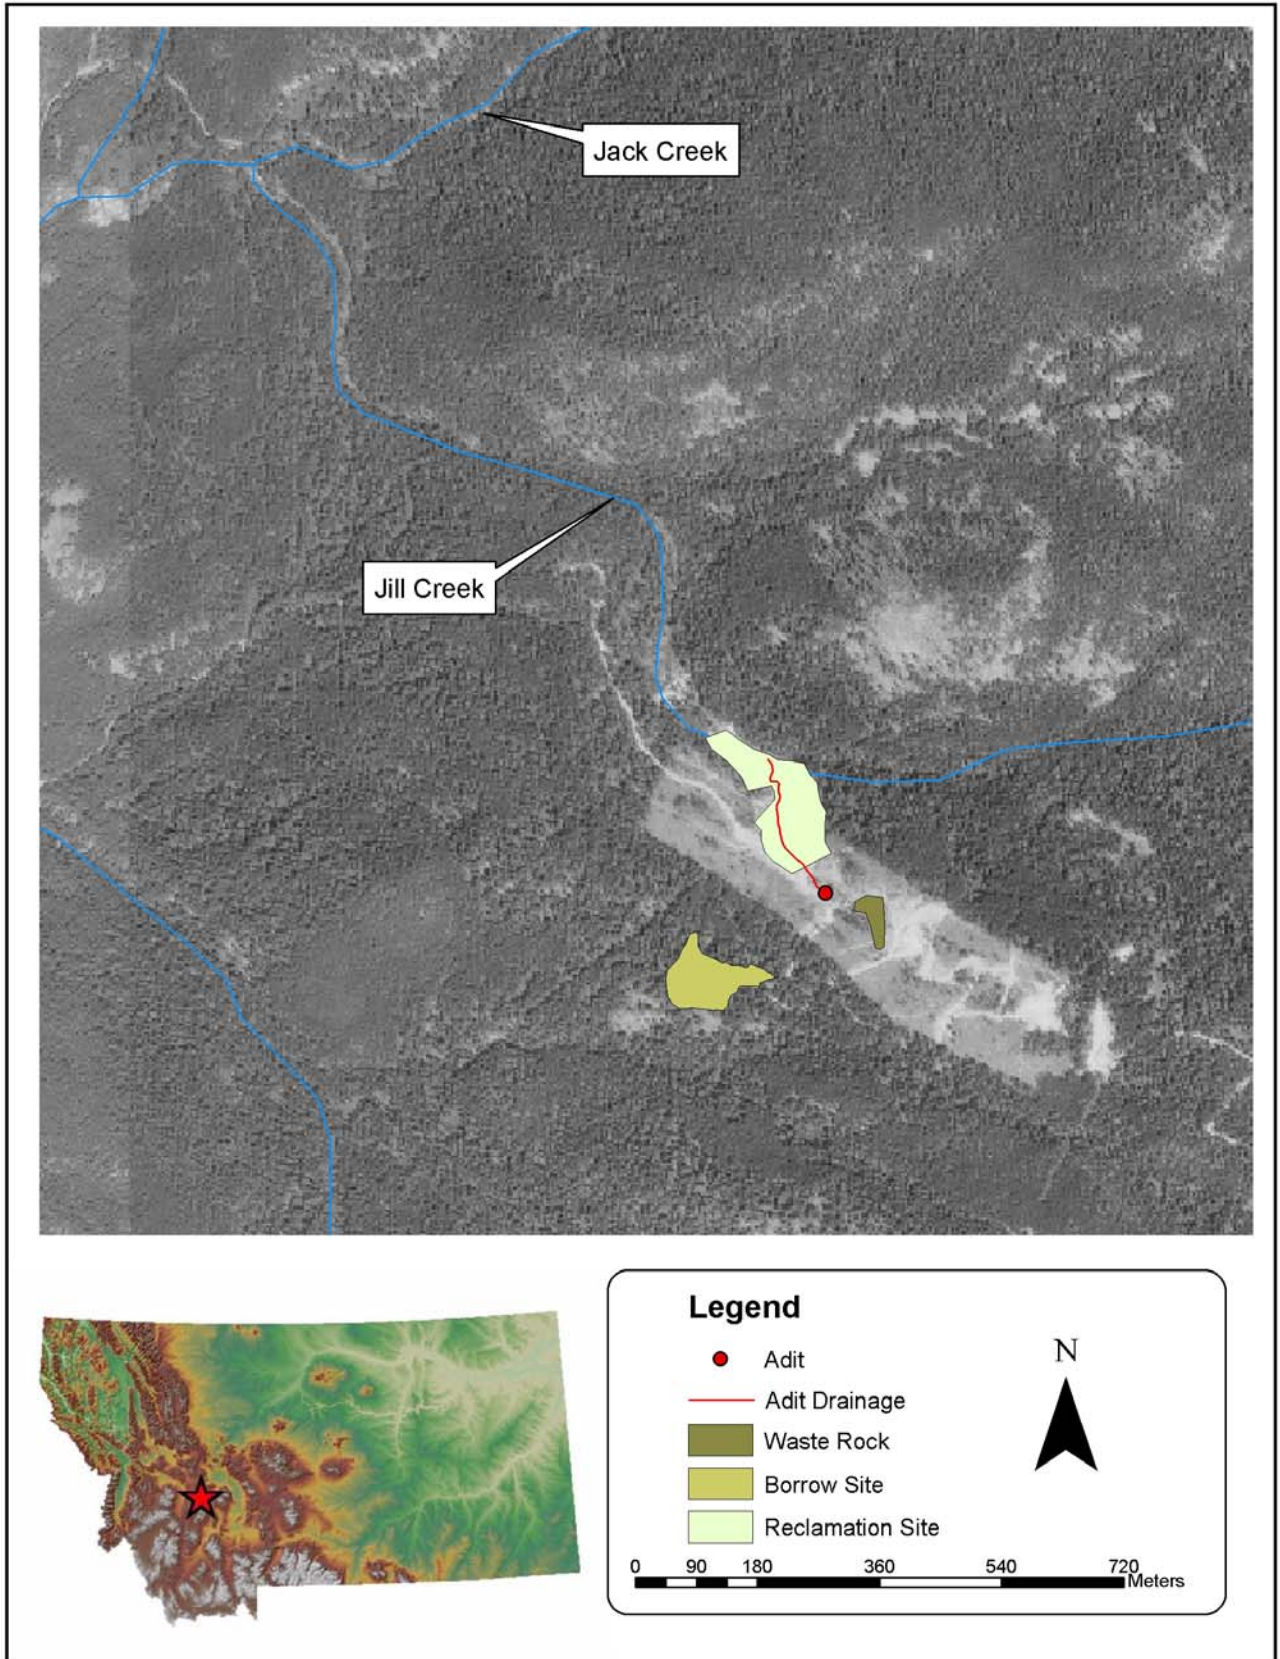 Jack Creek
Jill Creek
Legend
Adit
Adit Drainage
Waste Rock
Borrow Site
Reclamation Site
N
0 90 180 360 540 720
Meters